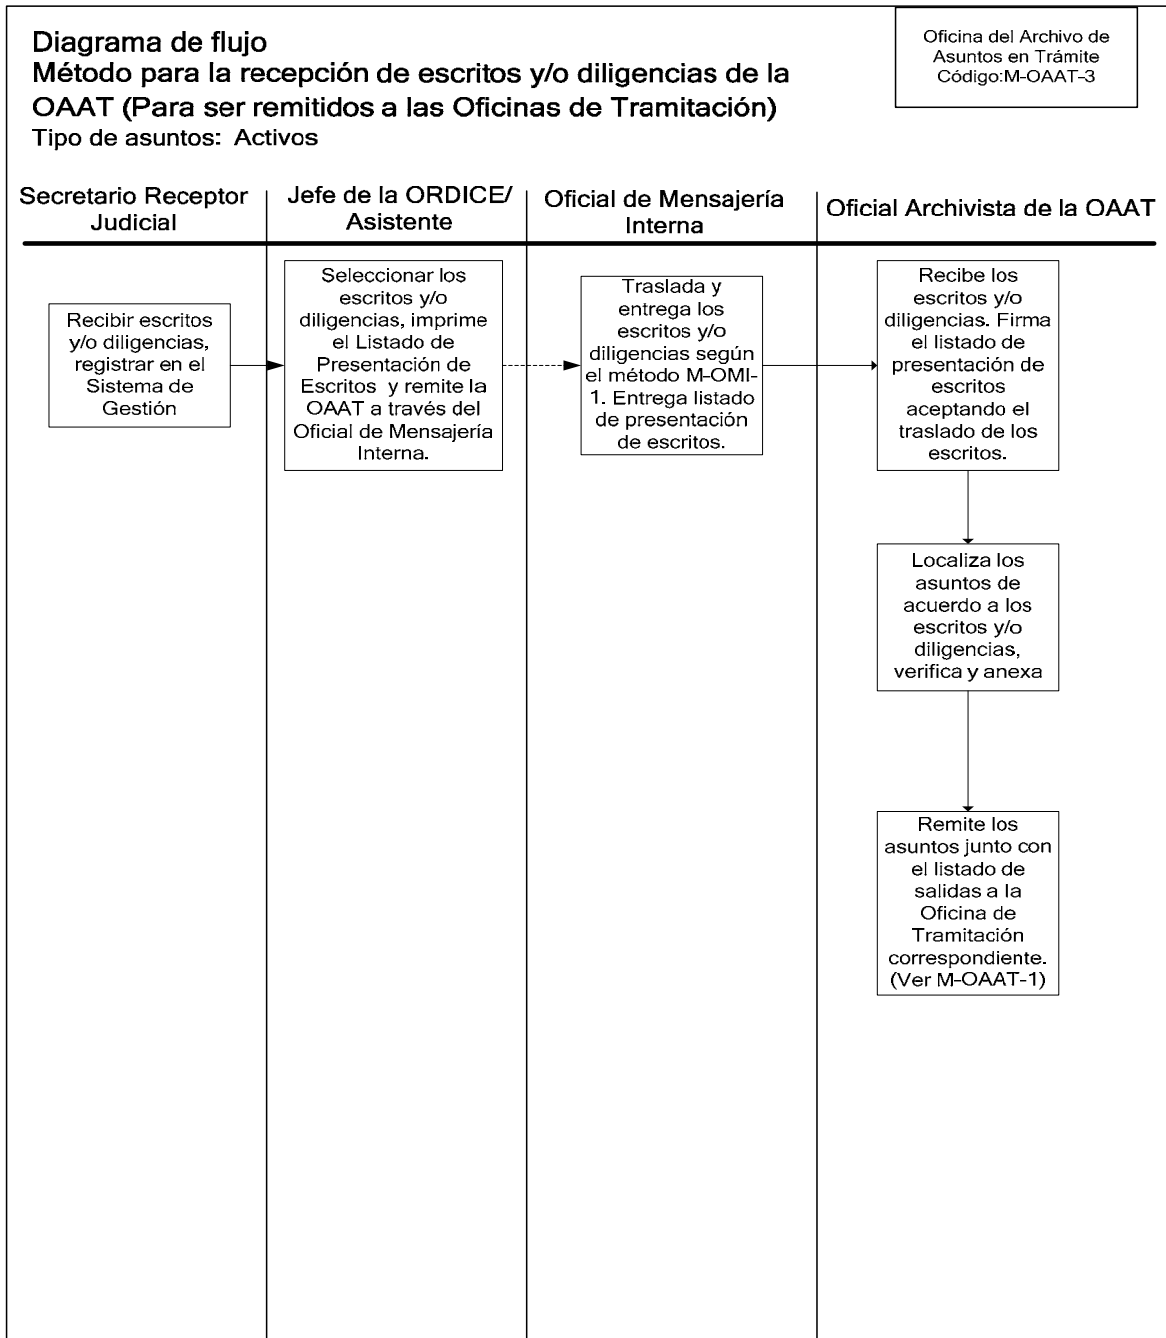 Diagrama de flujo
Método para la recepción de escritos y/o diligencias de la
OAAT (Para ser remitidos a las Oficinas de Tramitación)
Tipo de asuntos: Activos
Oficina del Archivo de
Asuntos en Trámite
Código:M-OAAT-3
Secretario Receptor
Judicial
Jefe de la ORDICE/
Asistente
Oficial de Mensajería
Interna
Oficial Archivista de la OAAT
Recibir escritos
y/o diligencias,
registrar en el
Sistema de
Gestión
Seleccionar los
escritos y/o
diligencias, imprime
el Listado de
Presentación de
Escritos y remite la
OAAT a través del
Oficial de Mensajería
Interna.
Traslada y
entrega los
escritos y/o
diligencias según
el método M-OMI-
1. Entrega listado
de presentación
de escritos.
Recibe los
escritos y/o
diligencias. Firma
el listado de
presentación de
escritos
aceptando el
traslado de los
escritos.
Localiza los
asuntos de
acuerdo a los
escritos y/o
diligencias,
verifica y anexa
Remite los
asuntos junto con
el listado de
salidas a la
Oficina de
Tramitación
correspondiente.
(Ver M-OAAT-1)